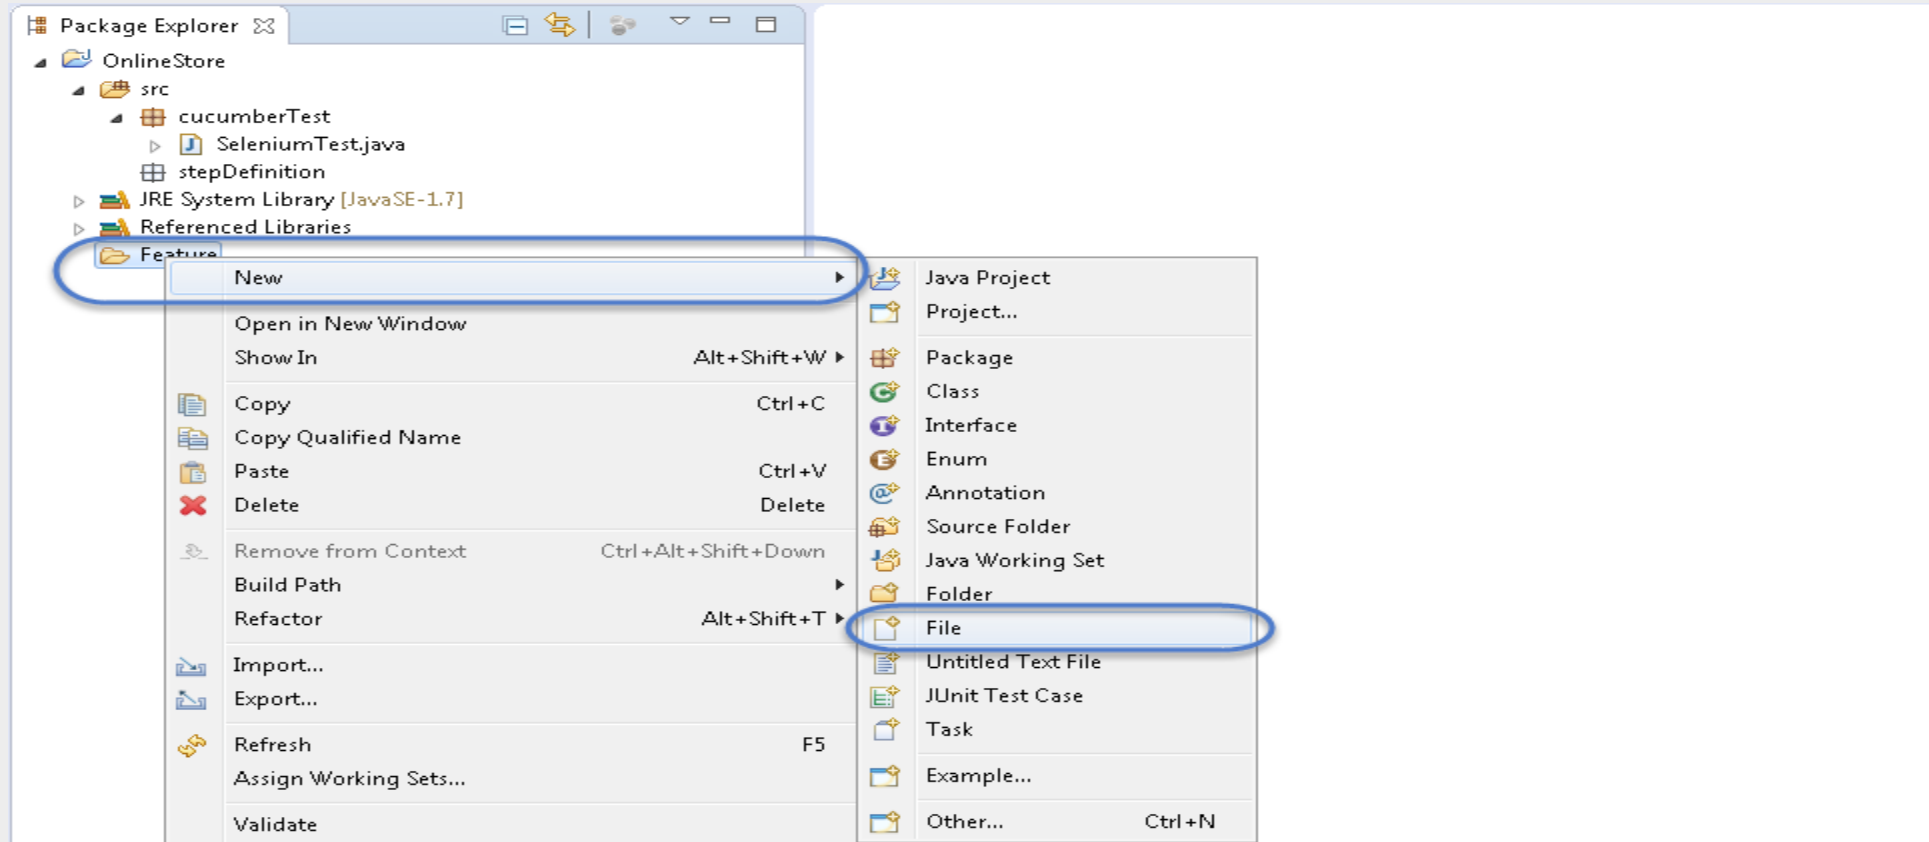 Package Explorer
OnlineStore
src
cucumberTest
SeleniumTest.java
stepDefinition
JRE System Library [JavaSE-1.7]
Referenced Libraries
Feature
New
Open in New Window
Show In Alt+Shift+W
Copy Ctrl+C
Copy Qualified Name
Paste Ctrl+V
Delete Delete
Remove from Context Ctrl+Alt+Shift+Down
Build Path
Refactor Alt+Shift+T
Import...
Export...
Refresh F5
Assign Working Sets...
Validate
Java Project
Project...
Package
Class
Interface
Enum
Annotation
Source Folder
Java Working Set
Folder
File
Untitled Text File
JUnit Test Case
Task
Example...
Other... Ctrl+N